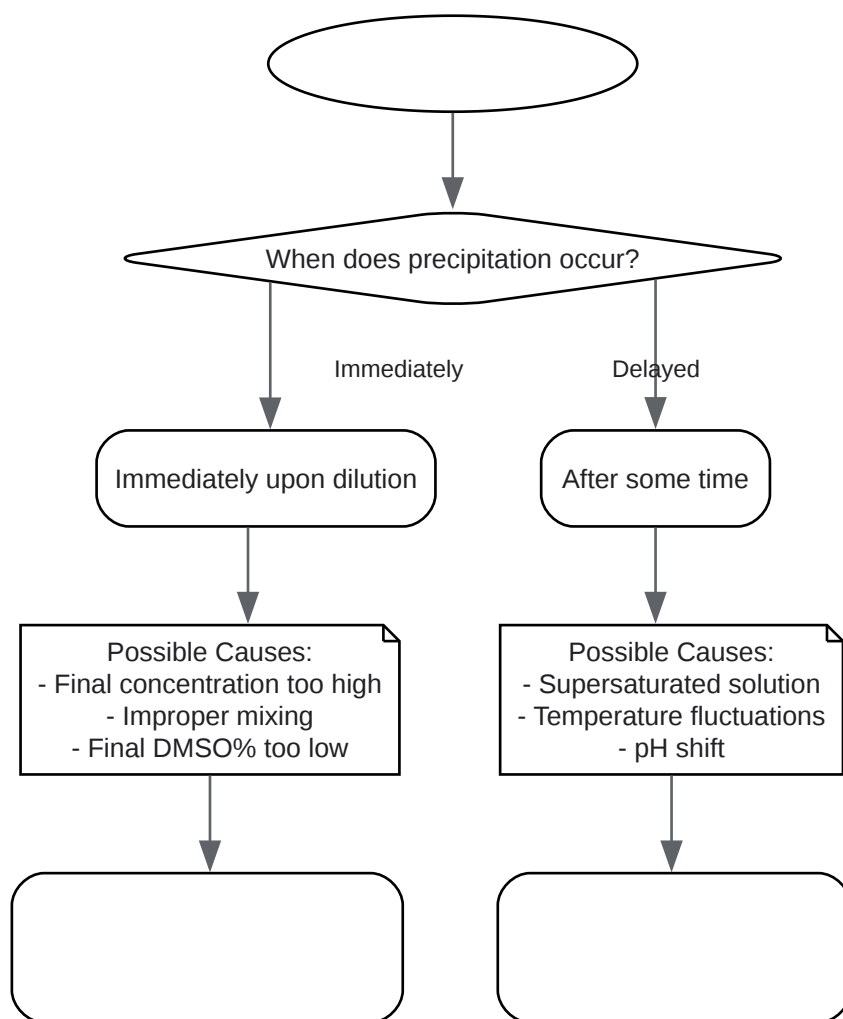 When does precipitation occur?
Immediately
Delayed
Immediately upon dilution
After some time
Possible Causes:
- Final concentration too high
- Improper mixing
- Final DMSO% too low
Possible Causes:
- Supersaturated solution
- Temperature fluctuations
- pH shift